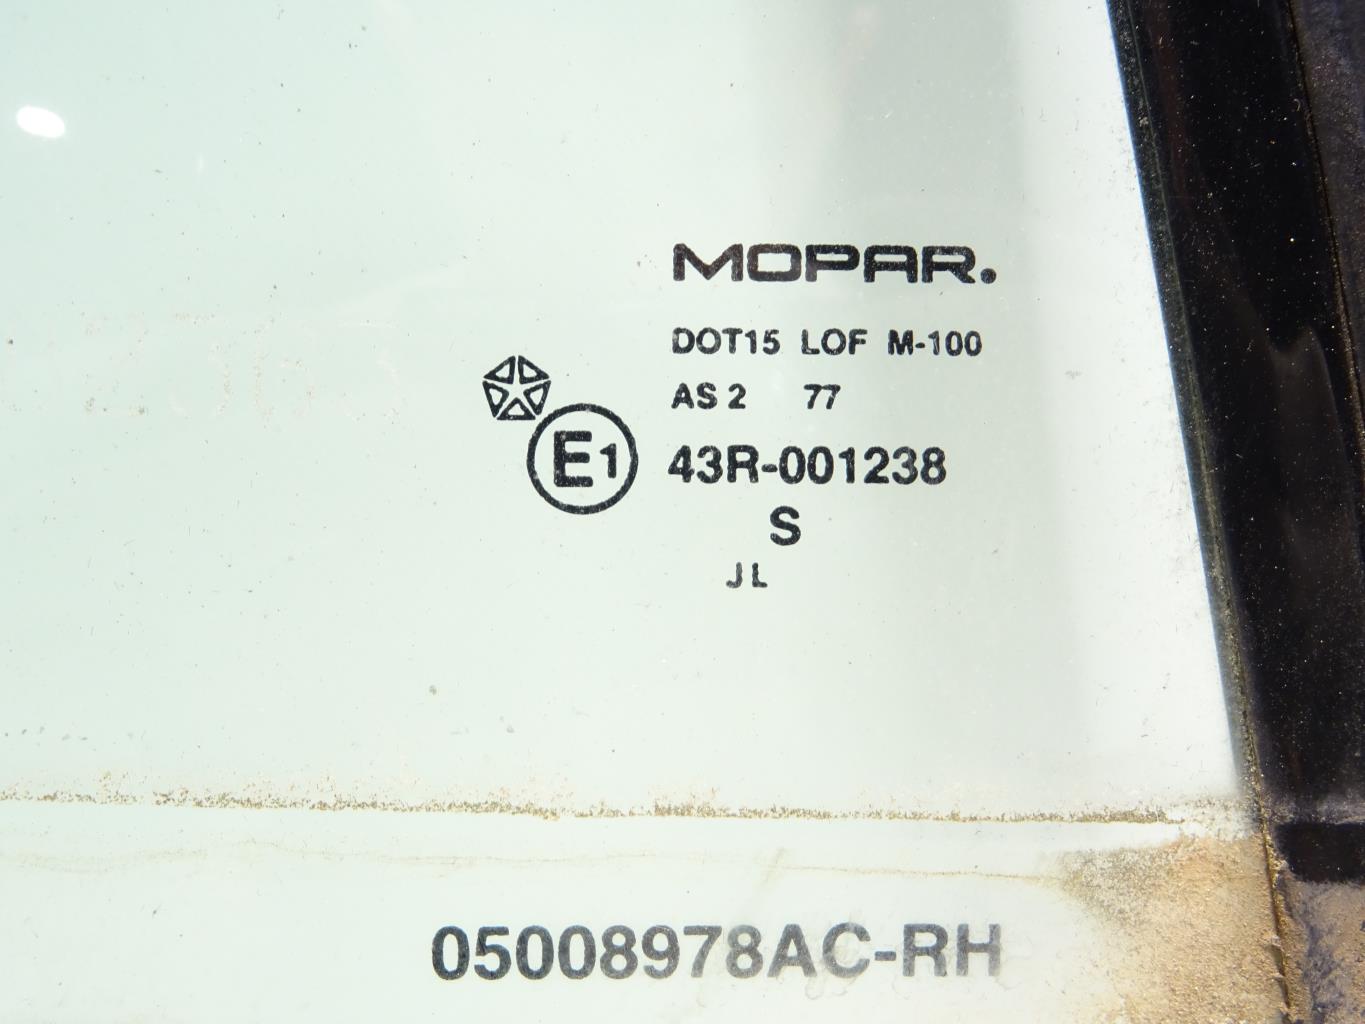 MOPAR.
DOT15 LOF M-100
AS 2 77
E1 43R-001238
S
JL
05008978AC-RH